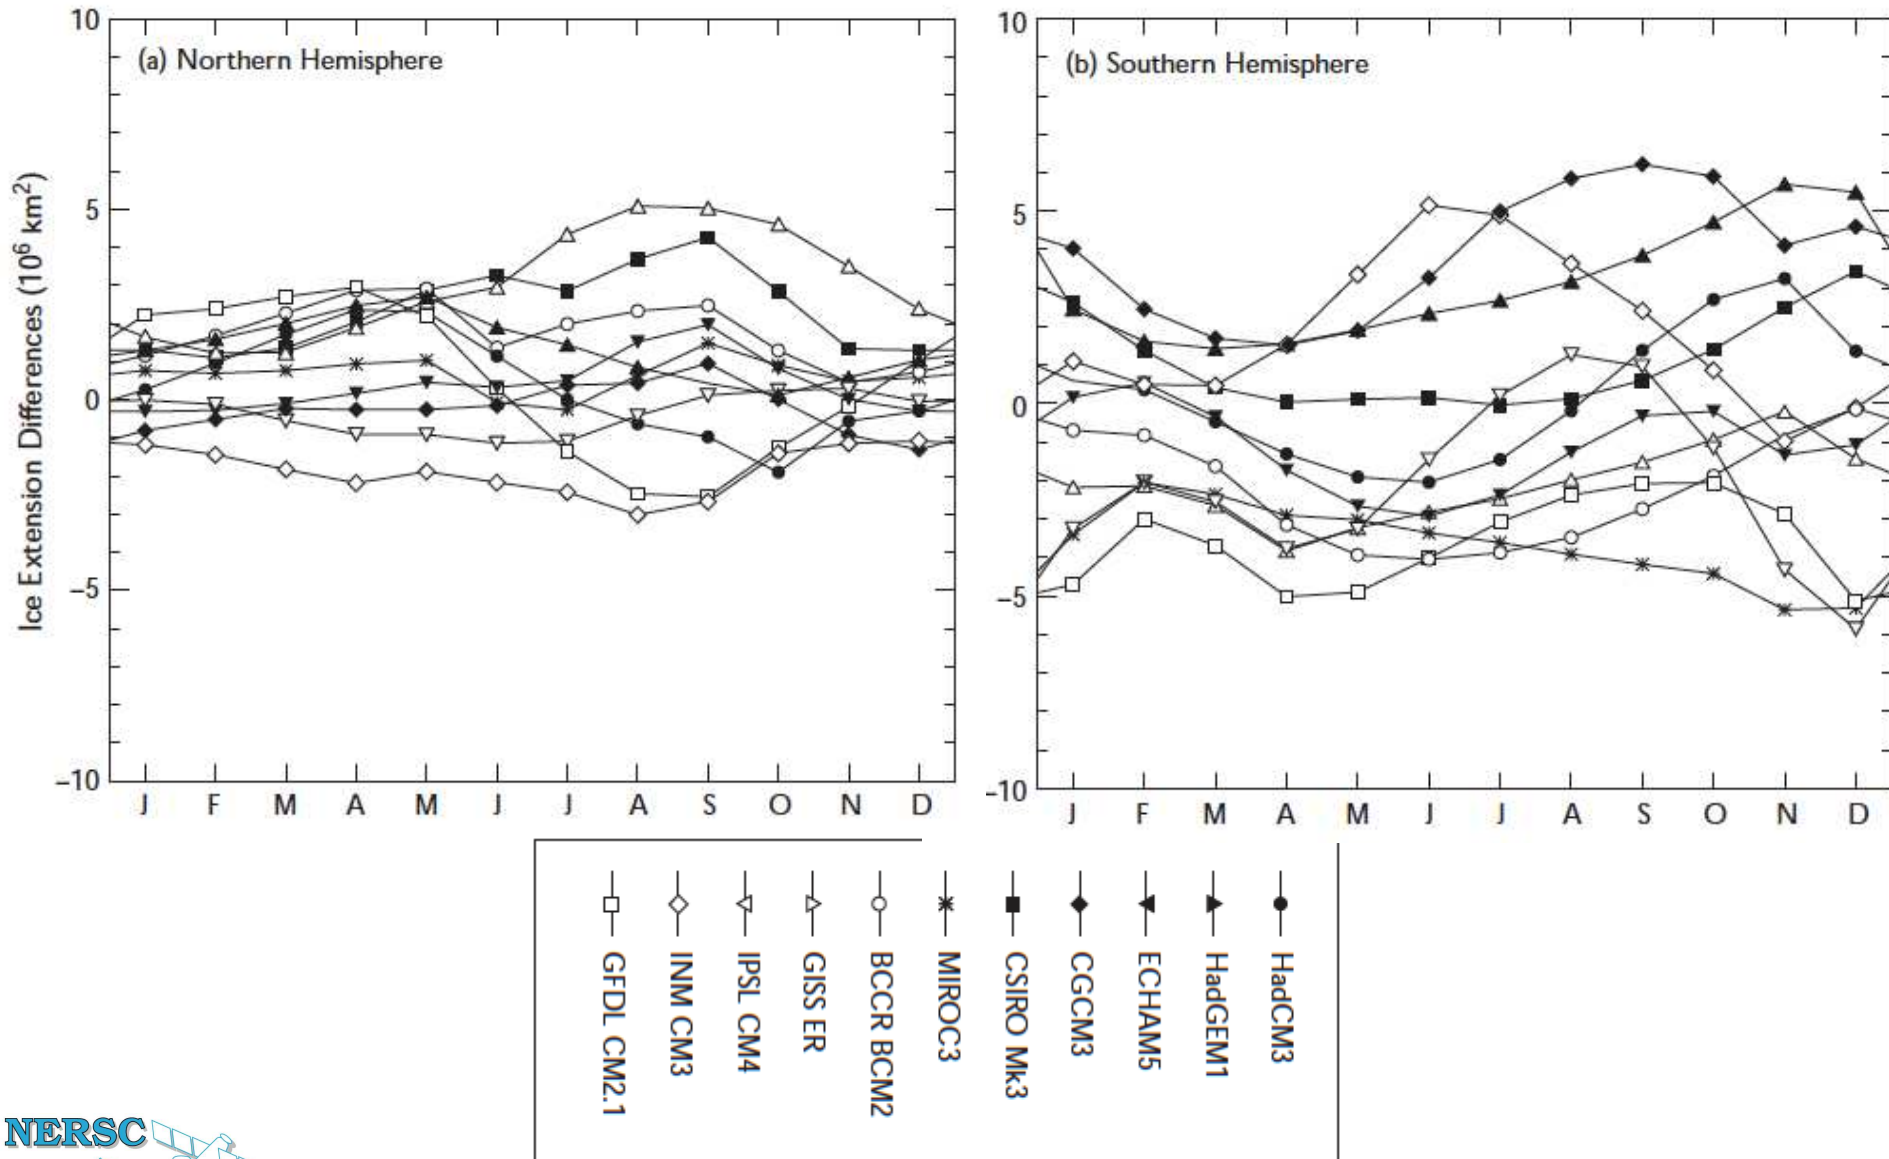 (a) Northern Hemisphere
Ice Extension Differences (10⁶ km²)
10
5
0
−5
−10
J F M A M J J A S O N D
(b) Southern Hemisphere
10
5
0
−5
−10
J F M A M J J A S O N D
GFDL CM2.1
INM CM3
IPSL CM4
GISS ER
BCCR BCM2
MIROC3
CSIRO Mk3
CGCM3
ECHAM5
HadGEM1
HadCM3
NERSC